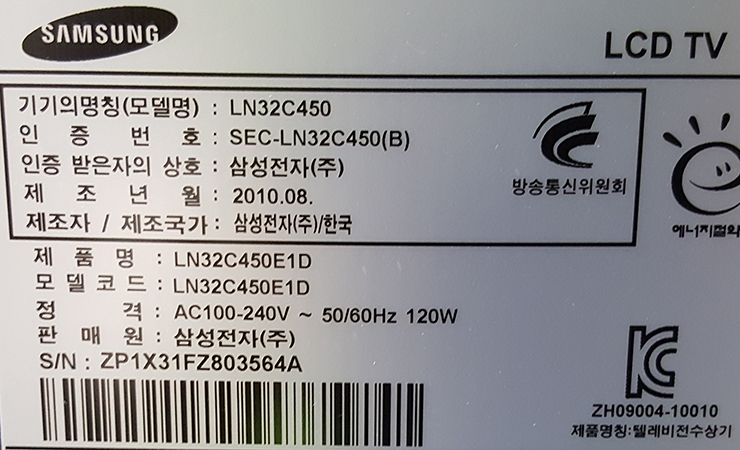 SAMSUNG
LCD TV
기기의명칭(모델명) : LN32C450
인 증 번 호 : SEC-LN32C450(B)
인증 받은자의 상호 : 삼성전자(주)
제 조 년 월 : 2010.08.
제조자 / 제조국가 : 삼성전자(주)/한국
방송통신위원회
에너지절약
제 품 명 : LN32C450E1D
모 델 코 드 : LN32C450E1D
정 격 : AC100-240V ~ 50/60Hz 120W
판 매 원 : 삼성전자(주)
S/N : ZP1X31FZ803564A
ZH09004-10010
제품명칭:텔레비전수상기